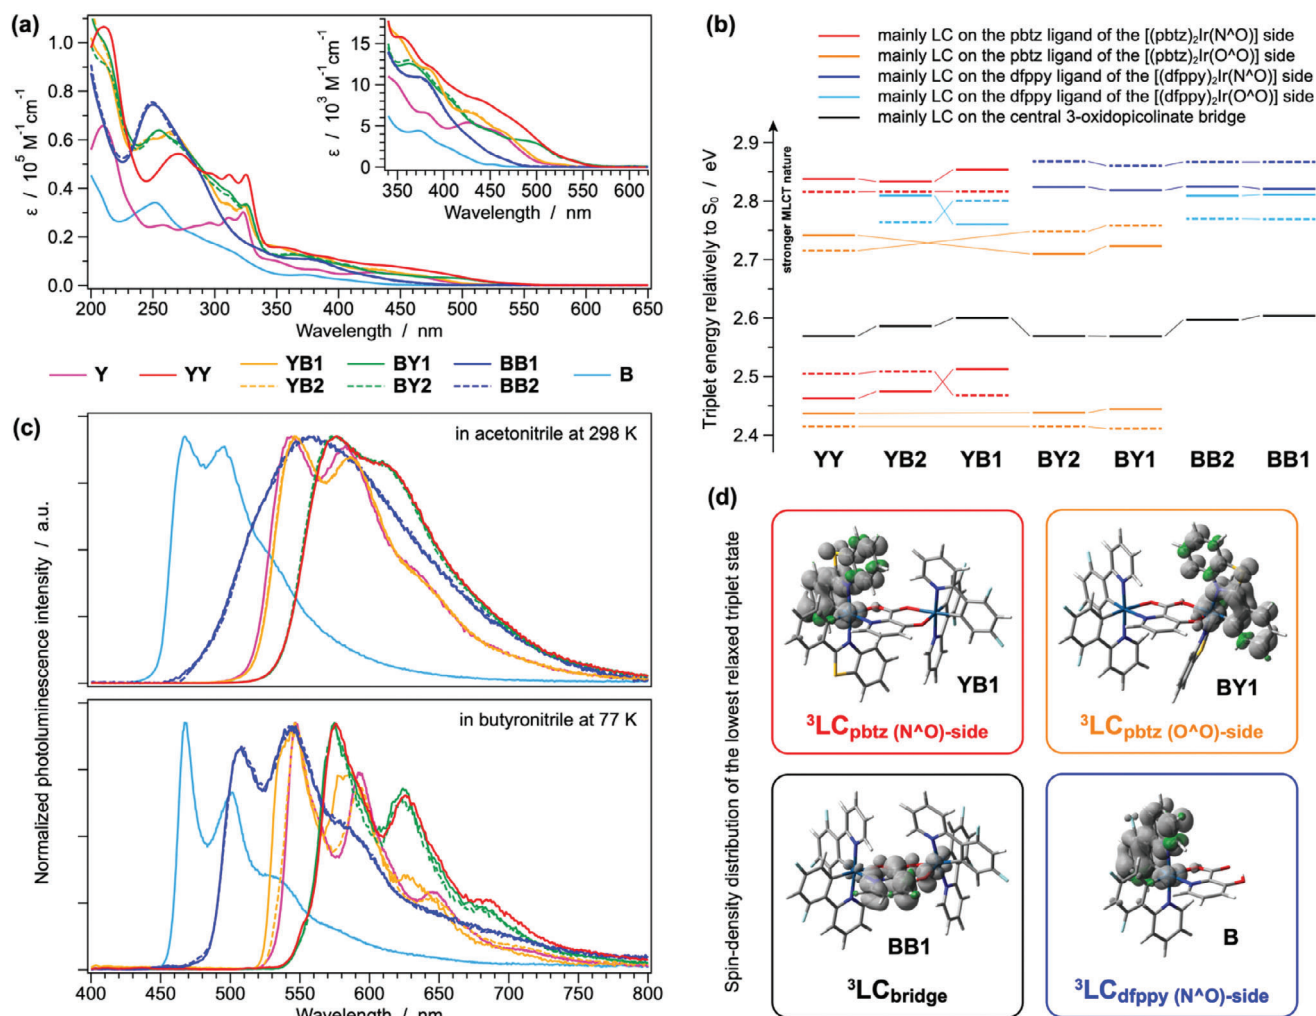 (a)
ε / 10⁵ M⁻¹cm⁻¹
1.0
0.8
0.6
0.4
0.2
0.0
200 250 300 350 400 450 500 550 600 650
Wavelength / nm
ε / 10³ M⁻¹cm⁻¹
15
10
5
0
350 400 450 500 550 600
Wavelength / nm
Y YY YB1 BY1 BB1 B
YB2 BY2 BB2
(b)
mainly LC on the pbtz ligand of the [(pbtz)₂Ir(N^O)] side
mainly LC on the pbtz ligand of the [(pbtz)₂Ir(O^O)] side
mainly LC on the dfppy ligand of the [(dfppy)₂Ir(N^O)] side
mainly LC on the dfppy ligand of the [(dfppy)₂Ir(O^O)] side
mainly LC on the central 3-oxidopicolinate bridge
Triplet energy relatively to S₀ / eV
stronger MLCT nature
2.9
2.8
2.7
2.6
2.5
2.4
YY YB2 YB1 BY2 BY1 BB2 BB1
(c)
Normalized photoluminescence intensity / a.u.
in acetonitrile at 298 K
in butyronitrile at 77 K
400 450 500 550 600 650 700 750 800
Wavelength / nm
(d)
Spin-density distribution of the lowest relaxed triplet state
YB1
³LCpbtz (N^O)-side
BY1
³LCpbtz (O^O)-side
BB1
³LCbridge
B
³LCdfppy (N^O)-side